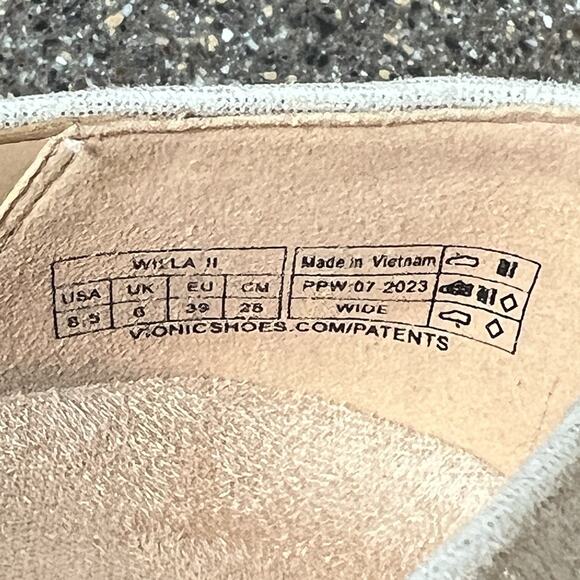 WILLA II
USA UK EU CM
8.5 6 39 25
Made in Vietnam
PPW:07 2023
WIDE
VIONICSHOES.COM/PATENTS